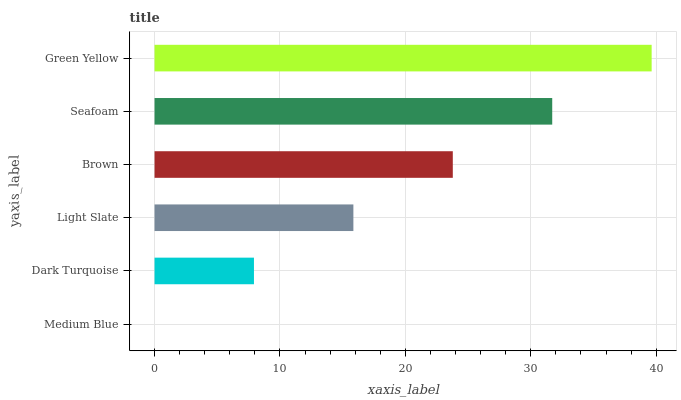 title
Green Yellow
Seafoam
Brown
Light Slate
Dark Turquoise
Medium Blue
yaxis_label
0 10 20 30 40
xaxis_label